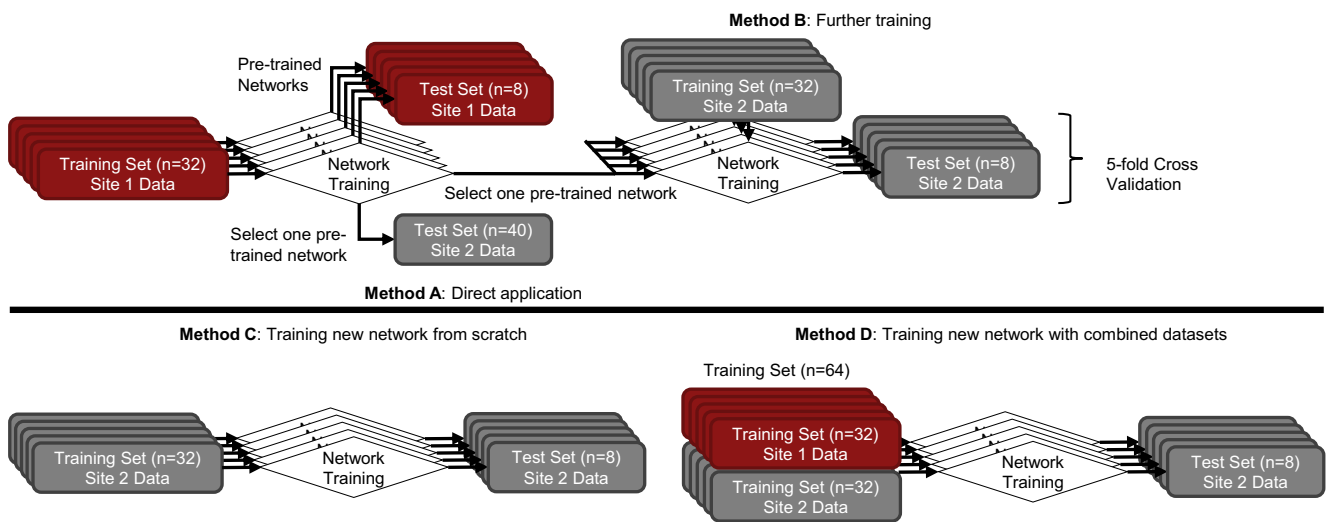 Method B: Further training
Pre-trained
Networks
Test Set (n=8)
Site 1 Data
Training Set (n=32)
Site 2 Data
Training Set (n=32)
Site 1 Data
Network
Training
Select one pre-trained network
Network
Training
Test Set (n=8)
Site 2 Data
5-fold Cross
Validation
Select one pre-
trained network
Test Set (n=40)
Site 2 Data
Method A: Direct application
Method C: Training new network from scratch
Training Set (n=32)
Site 2 Data
Network
Training
Test Set (n=8)
Site 2 Data
Method D: Training new network with combined datasets
Training Set (n=64)
Training Set (n=32)
Site 1 Data
Training Set (n=32)
Site 2 Data
Network
Training
Test Set (n=8)
Site 2 Data